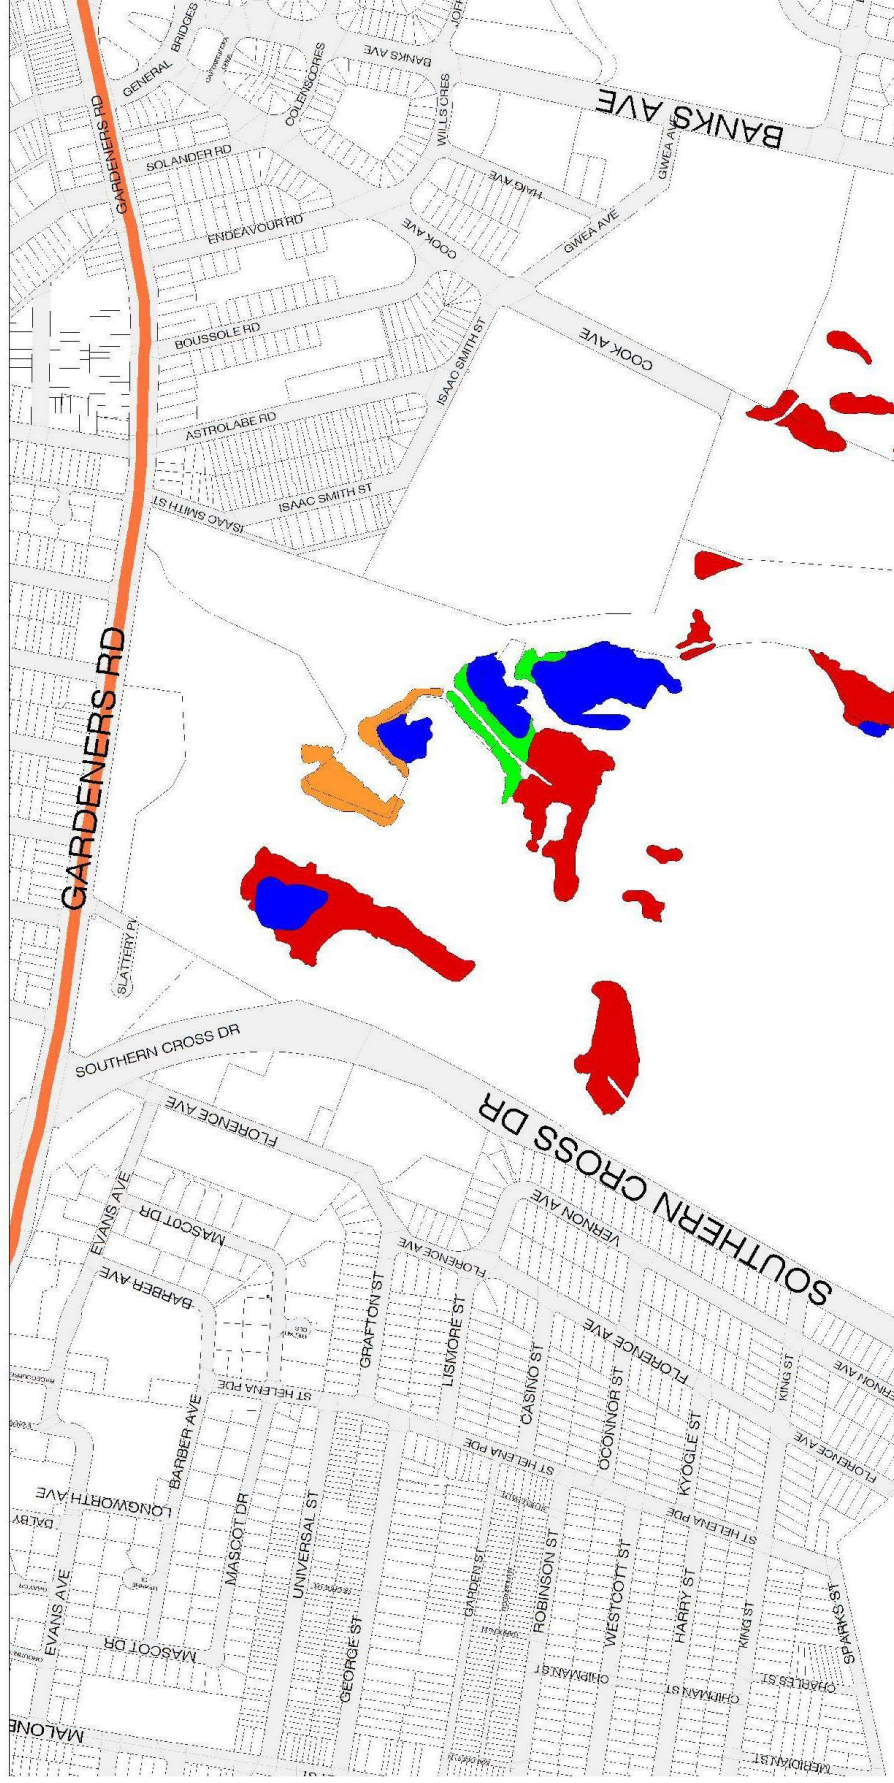 BRIDGES
GENERAL
JOHN
BANKS AVE
COLENSO CRES
WILLS CRES
BANKS AVE
GWEA AVE
GARDENERS RD
SOLANDER RD
HAIG AVE
ENDEAVOUR RD
COOK AVE
GWEA AVE
BOUSSOLE RD
ISAAC SMITH ST
COOK AVE
ASTROLABE RD
ISAAC SMITH ST
ISAAC SMITH ST
GARDENERS RD
SLATTERY PL
SOUTHERN CROSS DR
FLORENCE AVE
SOUTHERN CROSS DR
EVANS AVE
MASCOT DR
VERNON AVE
BARBER AVE
FLORENCE AVE
GRAFTON ST
LISMORE ST
FLORENCE AVE
CASINO ST
KING ST
VERNON AVE
ST HELENA PDE
OCONNOR ST
BARBER AVE
KYOGLE ST
FLORENCE AVE
ST HELENA PDE
LONGWORTH AVE
DALBY
MASCOT DR
UNIVERSAL ST
ST HELENA PDE
GARDEN ST
ROBINSON ST
WESTCOTT ST
HARRY ST
KING ST
SPARKS ST
EVANS AVE
MASCOT DR
GEORGE ST
CHIPMAN ST
CHIPMAN ST
CHARLES ST
MALONE
MERIDIAN ST
ST